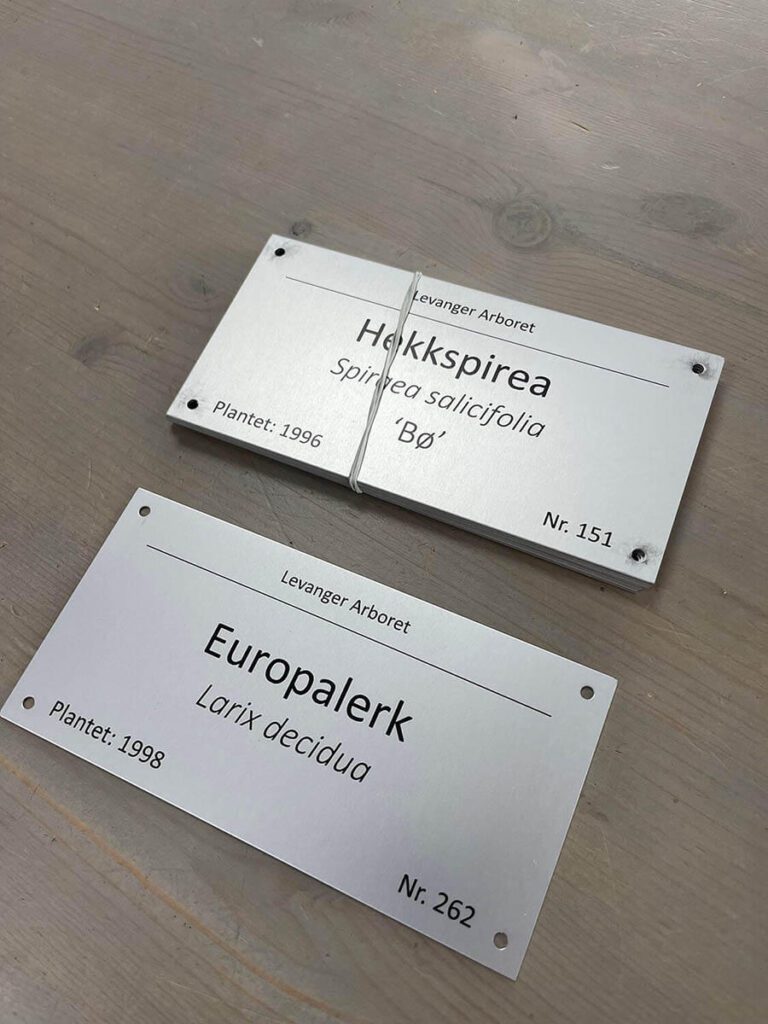 Levanger Arboret
Hekkspirea
Spiraea salicifolia
‘Bø’
Plantet: 1996
Nr. 151
Levanger Arboret
Europalerk
Larix decidua
Plantet: 1998
Nr. 262